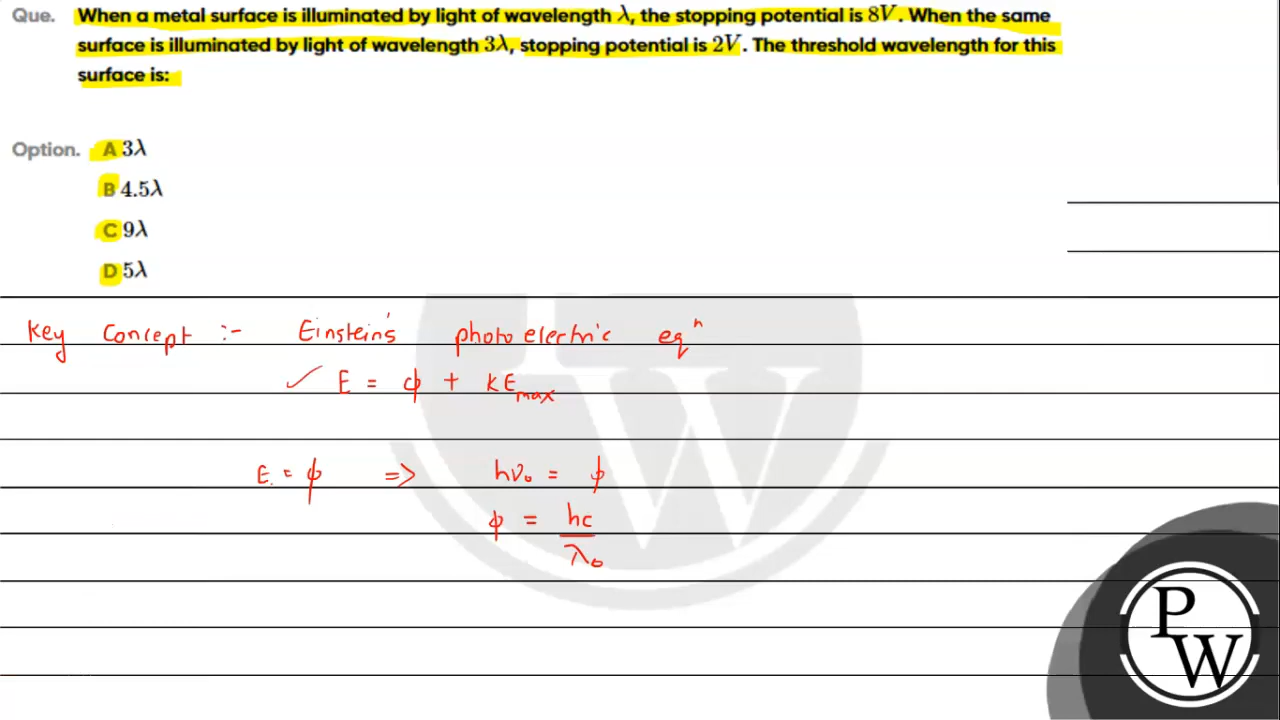 Que. When a metal surface is illuminated by light of wavelength λ, the stopping potential is 8V. When the same
surface is illuminated by light of wavelength 3λ, stopping potential is 2V. The threshold wavelength for this
surface is:
Option. A 3λ
B 4.5λ
C 9λ
D 5λ
Key Concept :- Einstein's photoelectric eqⁿ
✓ E = ϕ + KEmax
E = ϕ => hν₀ = ϕ
ϕ = hc/λ₀
PW